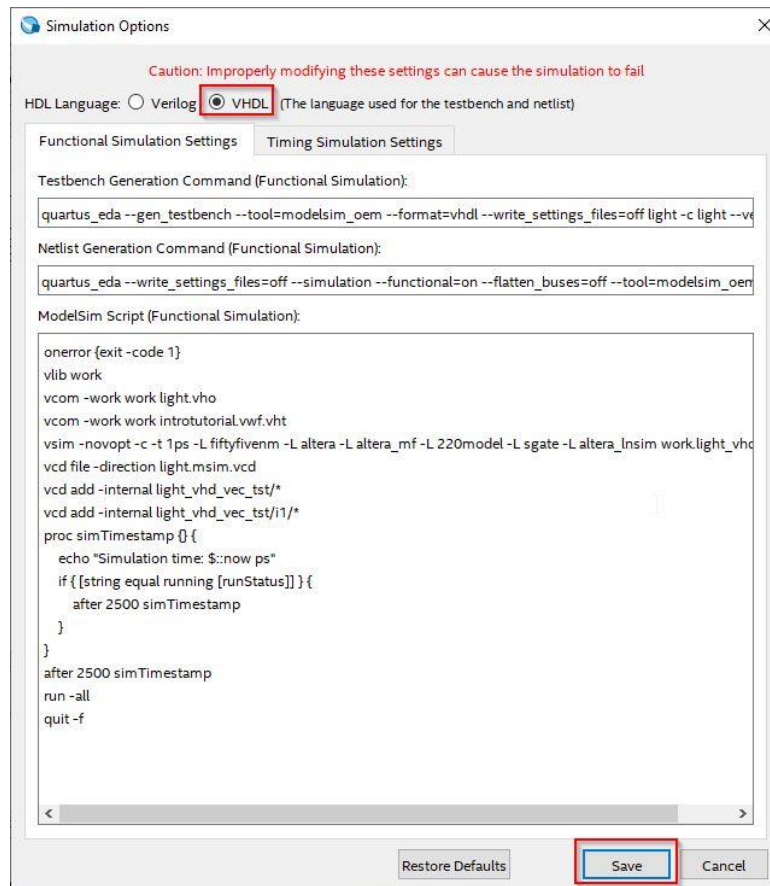 Simulation Options
Caution: Improperly modifying these settings can cause the simulation to fail
HDL Language: Verilog VHDL (The language used for the testbench and netlist)
Functional Simulation Settings Timing Simulation Settings
Testbench Generation Command (Functional Simulation):
quartus_eda --gen_testbench --tool=modelsim_oem --format=vhdl --write_settings_files=off light -c light --ve
Netlist Generation Command (Functional Simulation):
quartus_eda --write_settings_files=off --simulation --functional=on --flatten_buses=off --tool=modelsim_oem
ModelSim Script (Functional Simulation):
onerror {exit -code 1}
vlib work
vcom -work work light.vho
vcom -work work introtutorial.vwf.vht
vsim -novopt -c -t 1ps -L fiftyfivenm -L altera -L altera_mf -L 220model -L sgate -L altera_lnsim work.light_vhd
vcd file -direction light.msim.vcd
vcd add -internal light_vhd_vec_tst/*
vcd add -internal light_vhd_vec_tst/i1/*
proc simTimestamp {} {
echo "Simulation time: $::now ps"
if { [string equal running [runStatus]] } {
after 2500 simTimestamp
}
}
after 2500 simTimestamp
run -all
quit -f
Restore Defaults Save Cancel